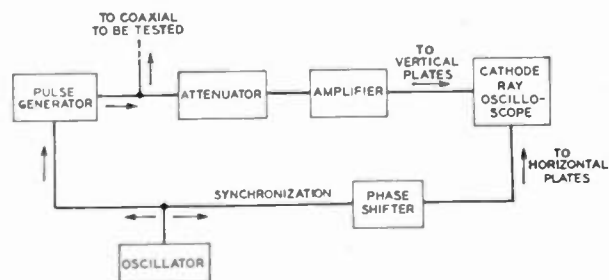 TO COAXIAL
TO BE TESTED
PULSE
GENERATOR
ATTENUATOR
AMPLIFIER
TO
VERTICAL
PLATES
CATHODE
RAY
OSCILLO-
SCOPE
TO
HORIZONTAL
PLATES
SYNCHRONIZATION
PHASE
SHIFTER
OSCILLATOR